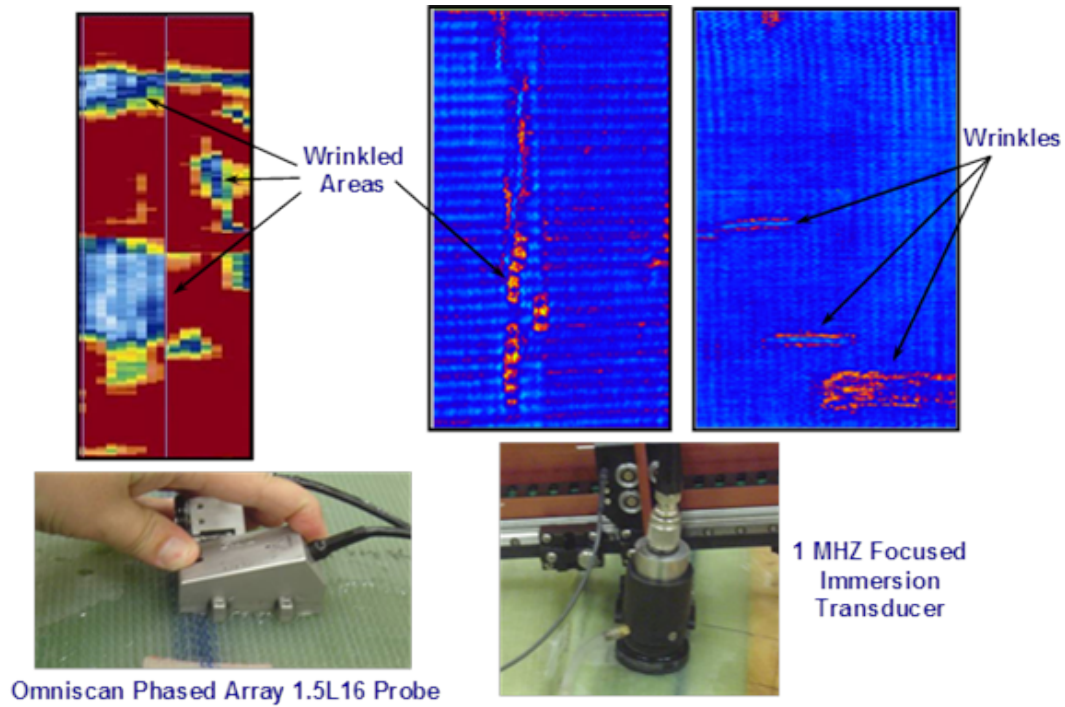 Wrinkled
Areas
Wrinkles
1 MHZ Focused
Immersion
Transducer
Omniscan Phased Array 1.5L16 Probe